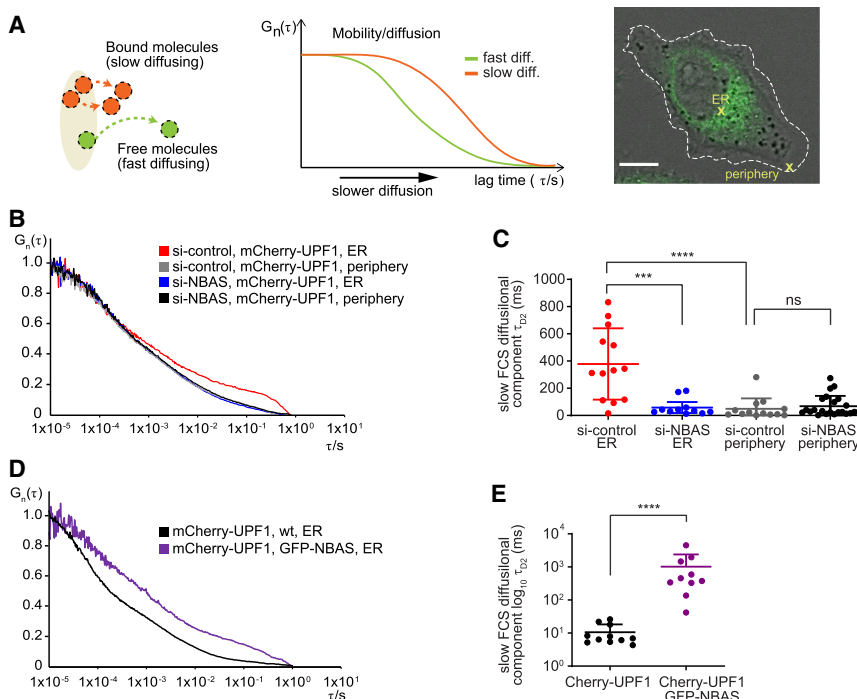 A
Bound molecules
(slow diffusing)
Free molecules
(fast diffusing)
Gn(τ)
Mobility/diffusion
fast diff.
slow diff.
slower diffusion
lag time ( τ/s)
ER
x
periphery
x
B
Gn(τ)
1.0
0.8
0.6
0.4
0.2
0
si-control, mCherry-UPF1, ER
si-control, mCherry-UPF1, periphery
si-NBAS, mCherry-UPF1, ER
si-NBAS, mCherry-UPF1, periphery
1x10-5 1x10-4 1x10-3 1x10-2 1x10-1 1x100 1x101
τ/s
C
slow FCS diffusilonal
component τD2 (ms)
1000
800
600
400
200
0
****
***
ns
si-control
ER
si-NBAS
ER
si-control
periphery
si-NBAS
periphery
D
Gn(τ)
1.0
0.8
0.6
0.4
0.2
0
mCherry-UPF1, wt, ER
mCherry-UPF1, GFP-NBAS, ER
1x10-5 1x10-4 1x10-3 1x10-2 1x10-1 1x100 1x101
τ/s
E
slow FCS diffusilonal
component log10 τD2 (ms)
104
103
102
101
100
****
Cherry-UPF1
Cherry-UPF1
GFP-NBAS